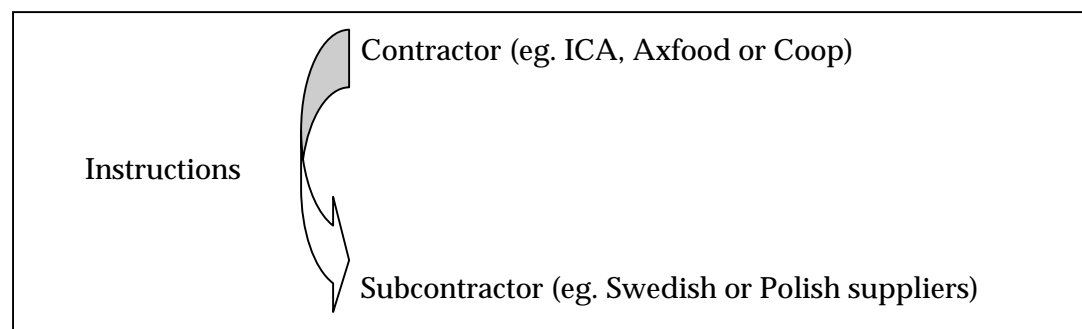 Contractor (eg. ICA, Axfood or Coop)
Instructions
Subcontractor (eg. Swedish or Polish suppliers)